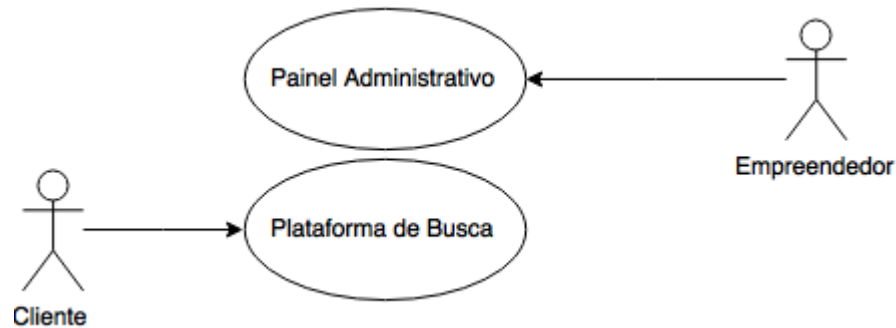 Painel Administrativo
Empreendedor
Plataforma de Busca
Cliente